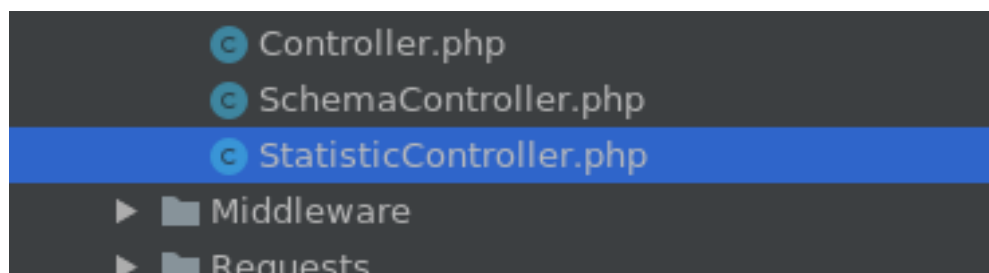 C Controller.php
C SchemaController.php
C StatisticController.php
Middleware
Requests